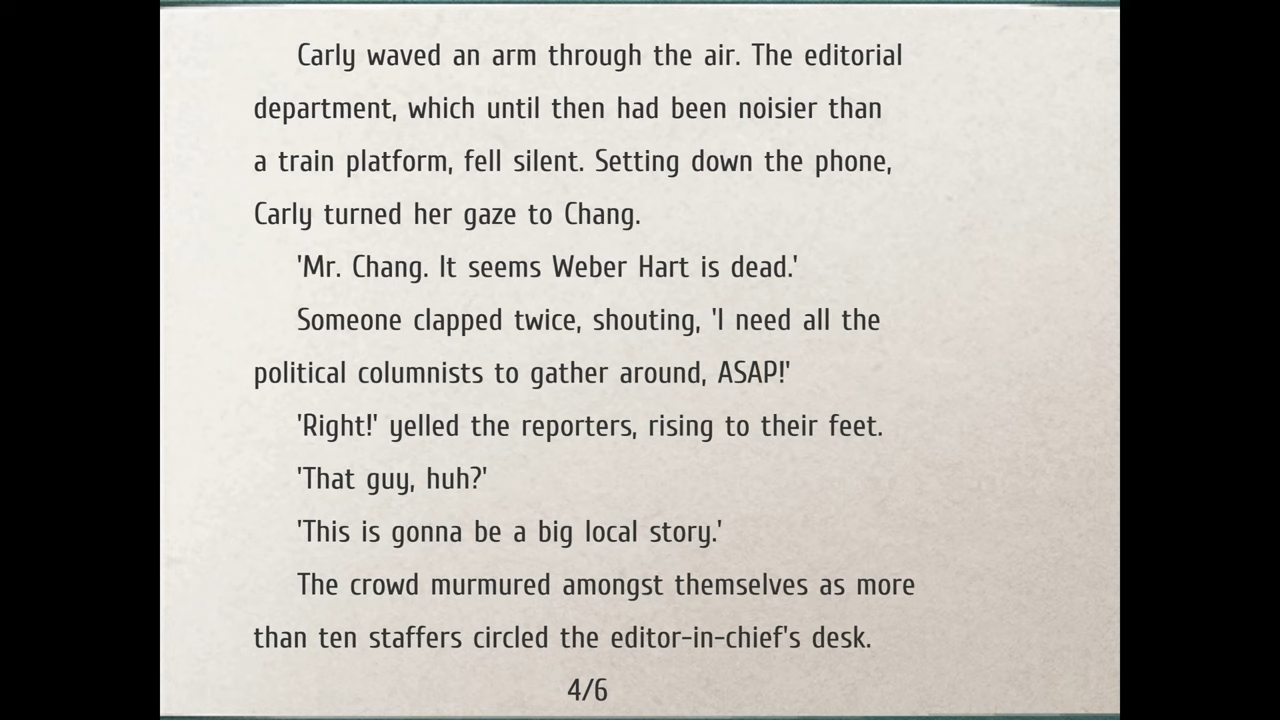 Carly waved an arm through the air. The editorial
department, which until then had been noisier than
a train platform, fell silent. Setting down the phone,
Carly turned her gaze to Chang.
'Mr. Chang. It seems Weber Hart is dead.'
Someone clapped twice, shouting, 'I need all the
political columnists to gather around, ASAP!'
'Right!' yelled the reporters, rising to their feet.
'That guy, huh?'
'This is gonna be a big local story.'
The crowd murmured amongst themselves as more
than ten staffers circled the editor-in-chief's desk.
4/6